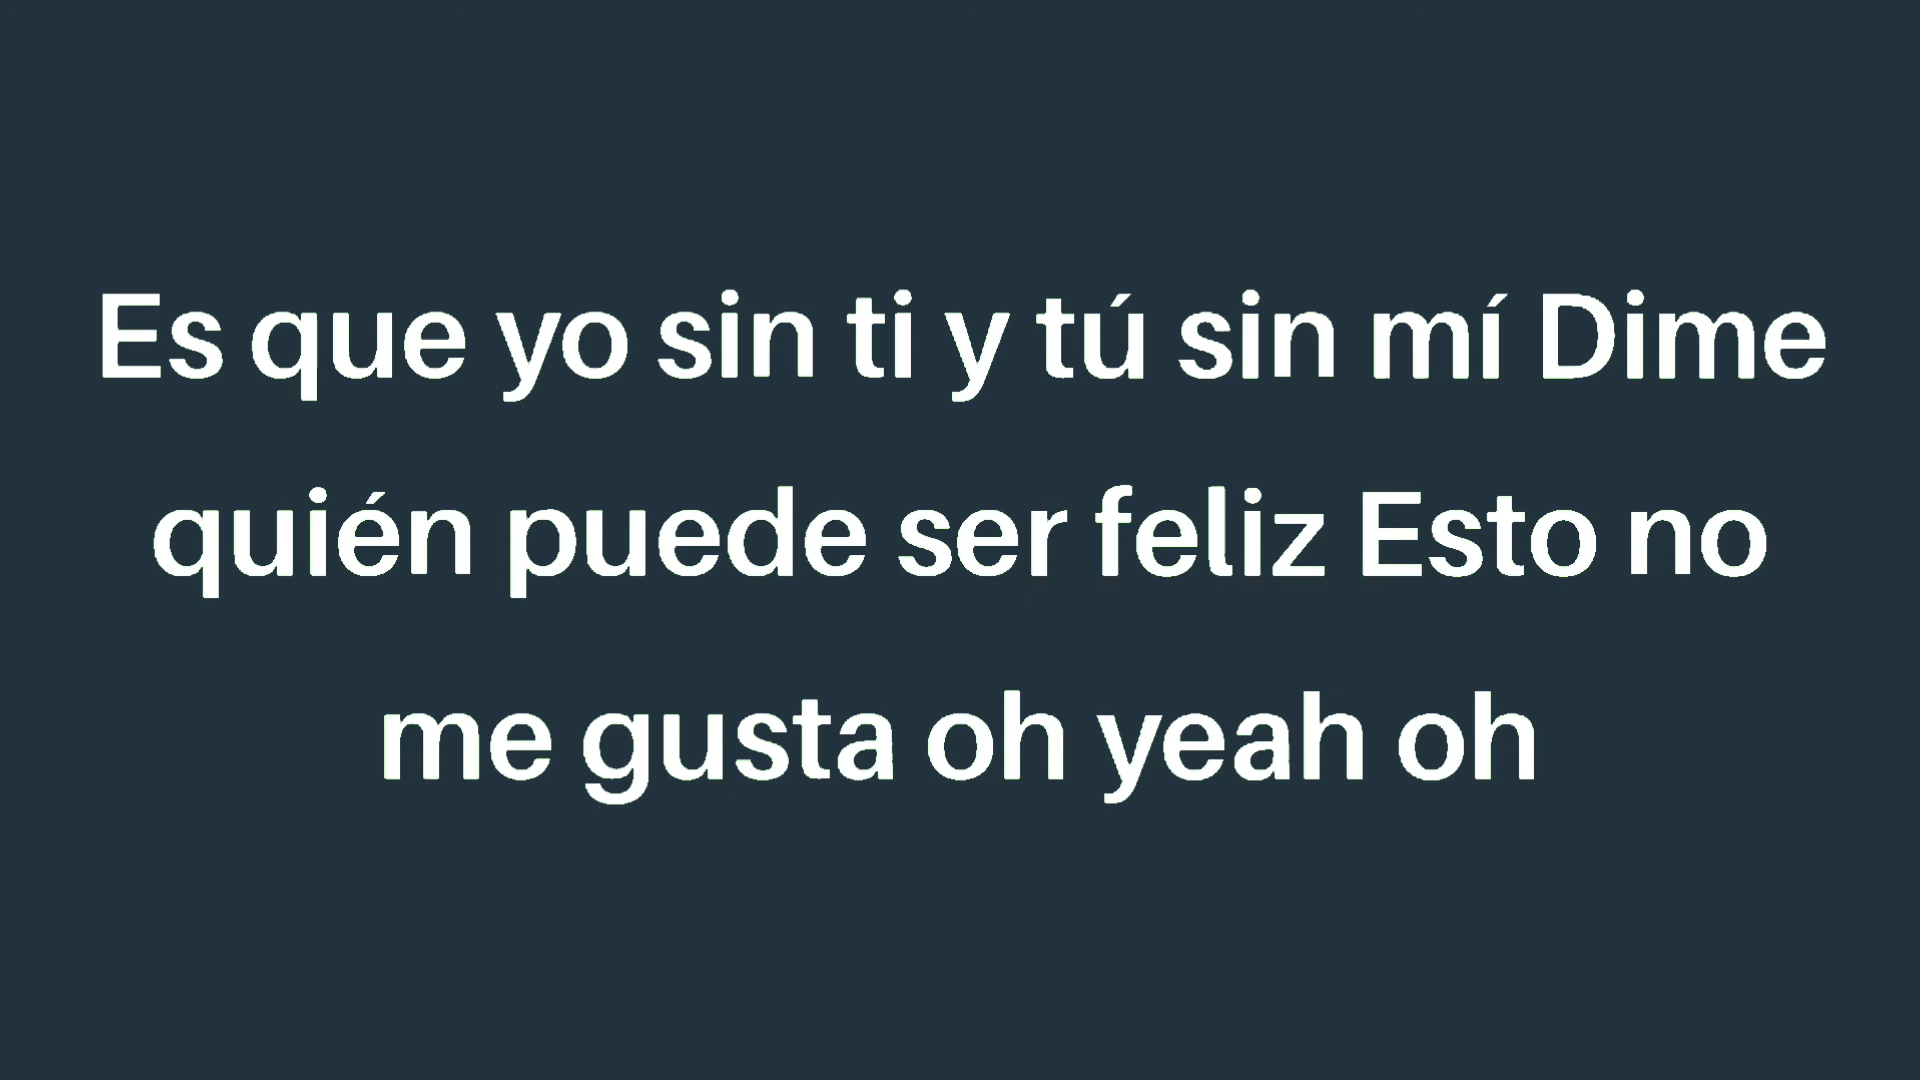 Es que yo sin ti y tú sin mí Dime
quién puede ser feliz Esto no
me gusta oh yeah oh